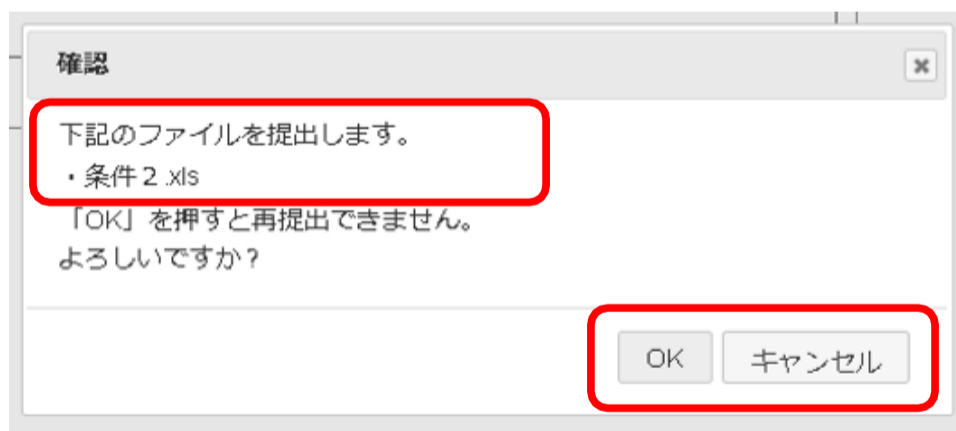 確認
下記のファイルを提出します。
・条件２.xls
「OK」を押すと再提出できません。
よろしいですか？
OK
キャンセル